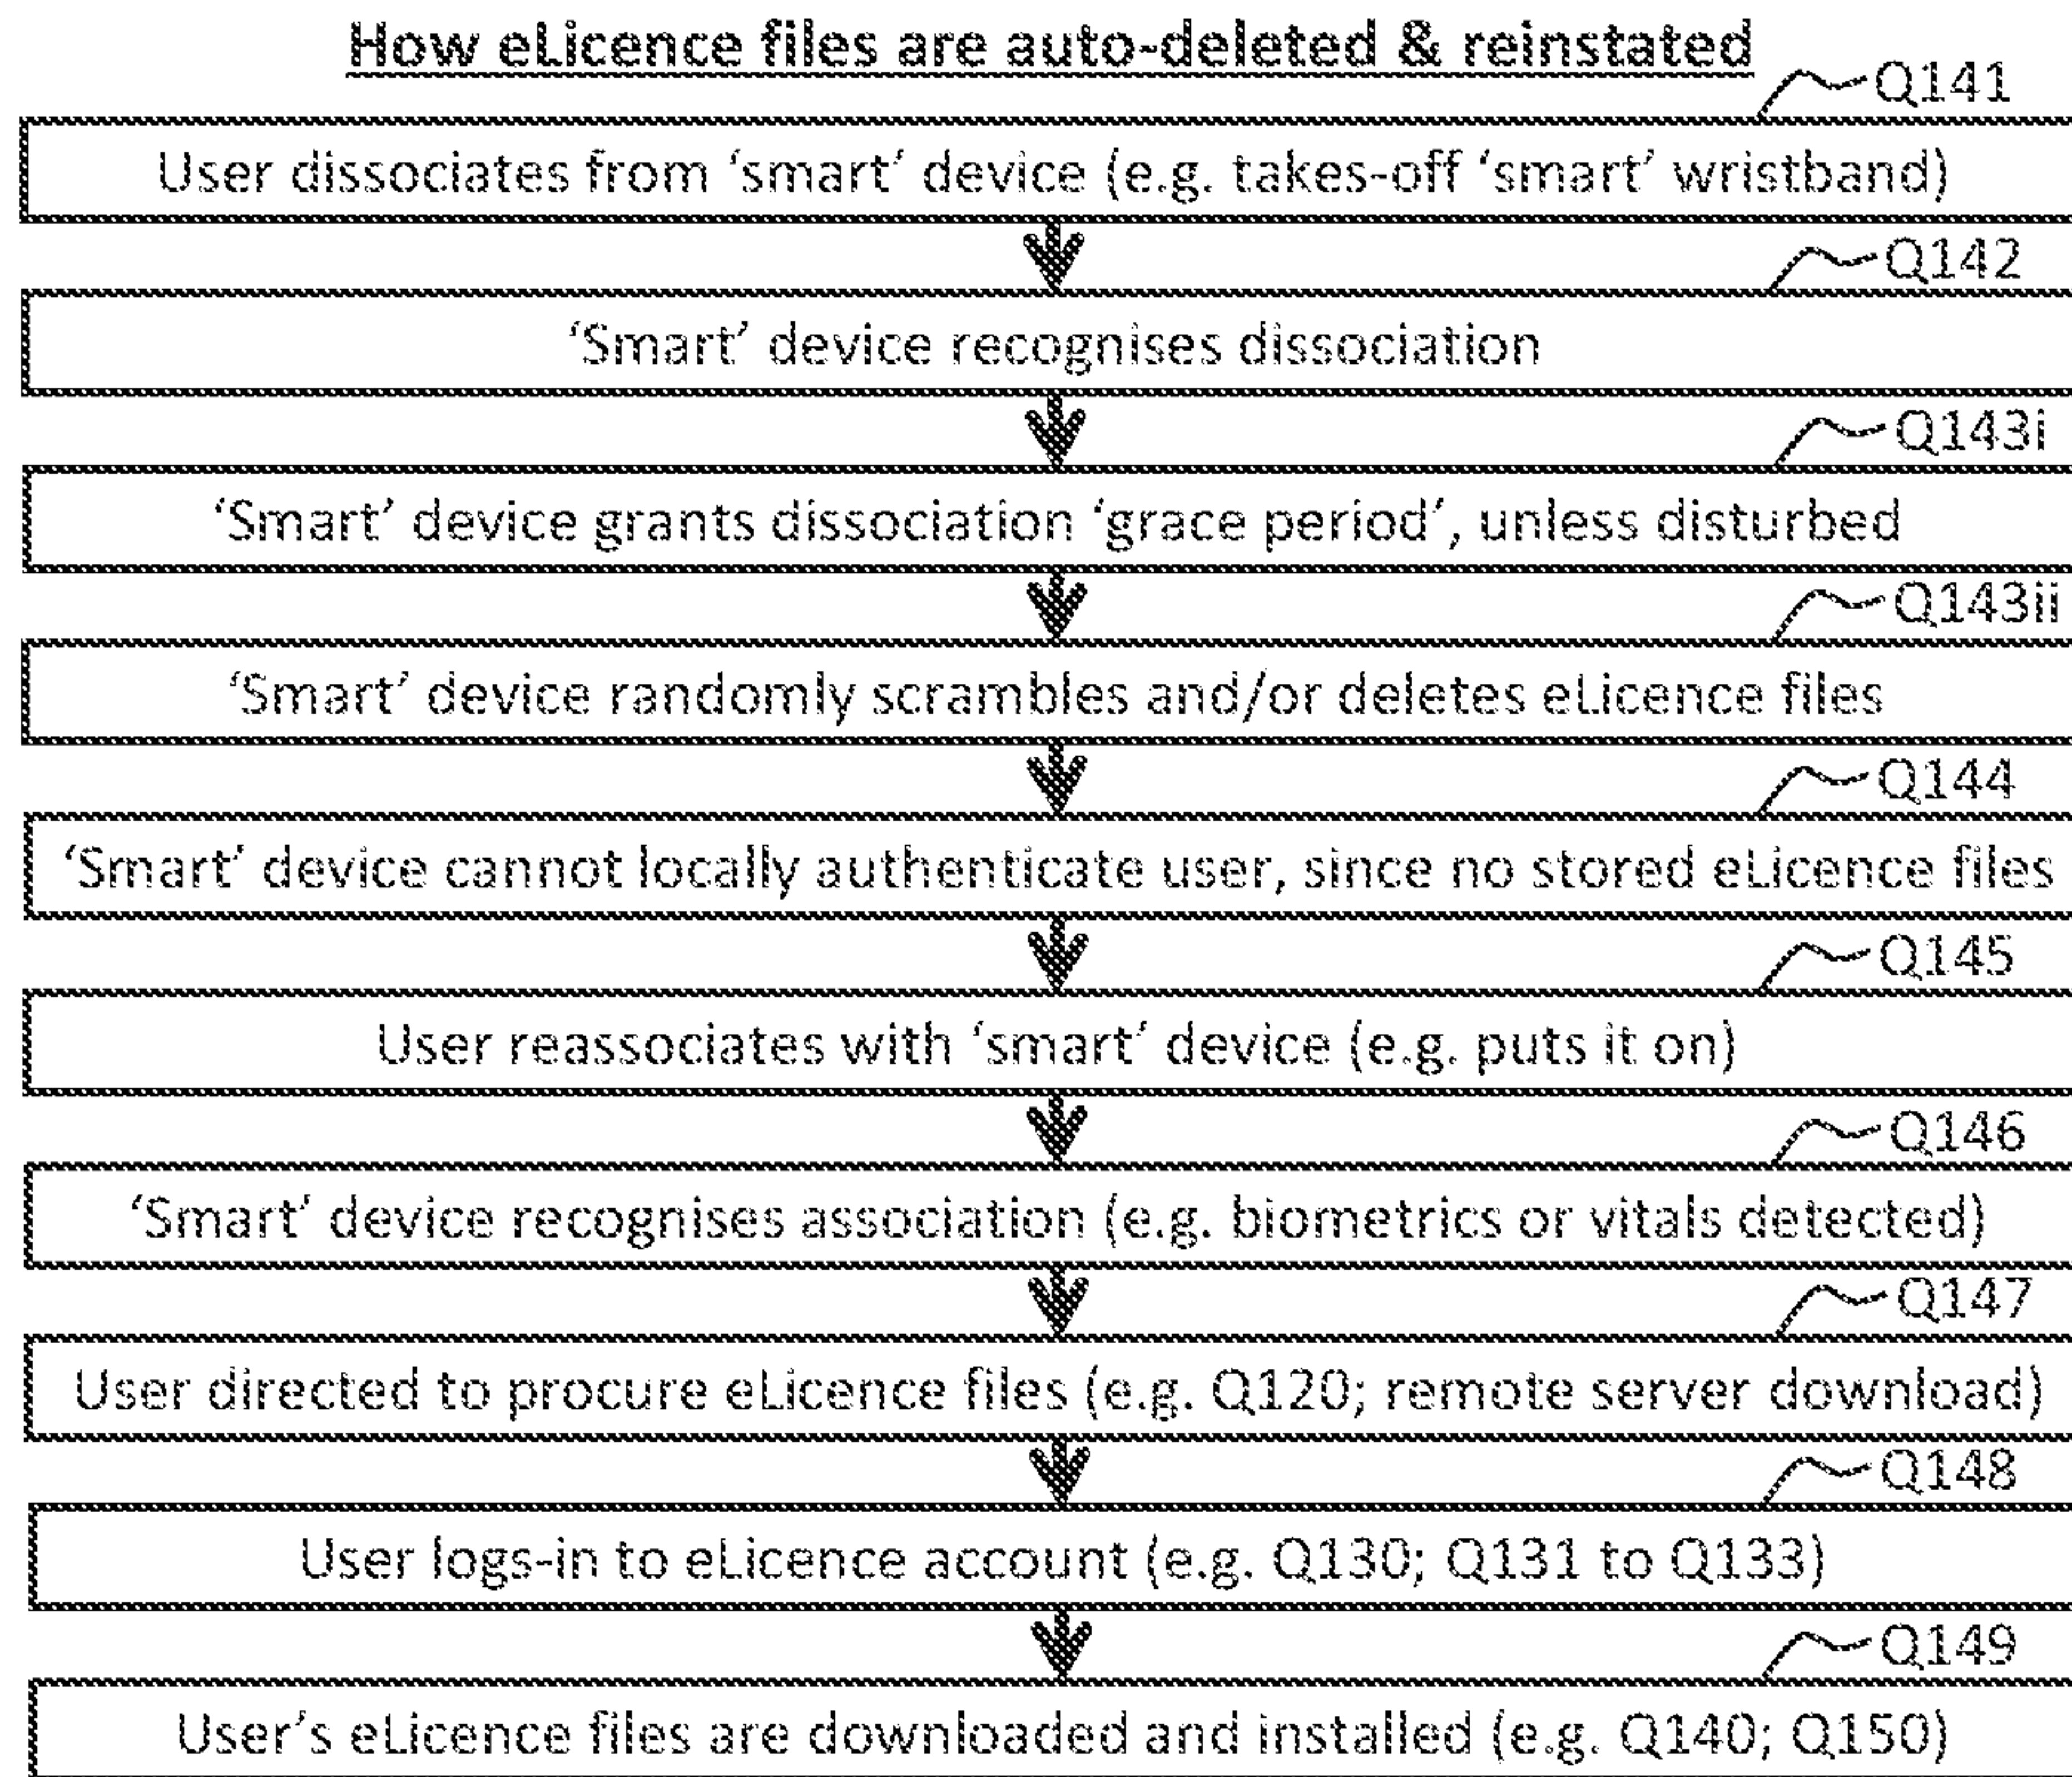 How eLicence files are auto-deleted & reinstated
Q141
User dissociates from ‘smart’ device (e.g. takes-off ‘smart’ wristband)
Q142
‘Smart’ device recognises dissociation
Q143i
‘Smart’ device grants dissociation ‘grace period’, unless disturbed
Q143ii
‘Smart’ device randomly scrambles and/or deletes eLicence files
Q144
‘Smart’ device cannot locally authenticate user, since no stored eLicence files
Q145
User reassociates with ‘smart’ device (e.g. puts it on)
Q146
‘Smart’ device recognises association (e.g. biometrics or vitals detected)
Q147
User directed to procure eLicence files (e.g. Q120; remote server download)
Q148
User logs-in to eLicence account (e.g. Q130; Q131 to Q133)
Q149
User’s eLicence files are downloaded and installed (e.g. Q140; Q150)